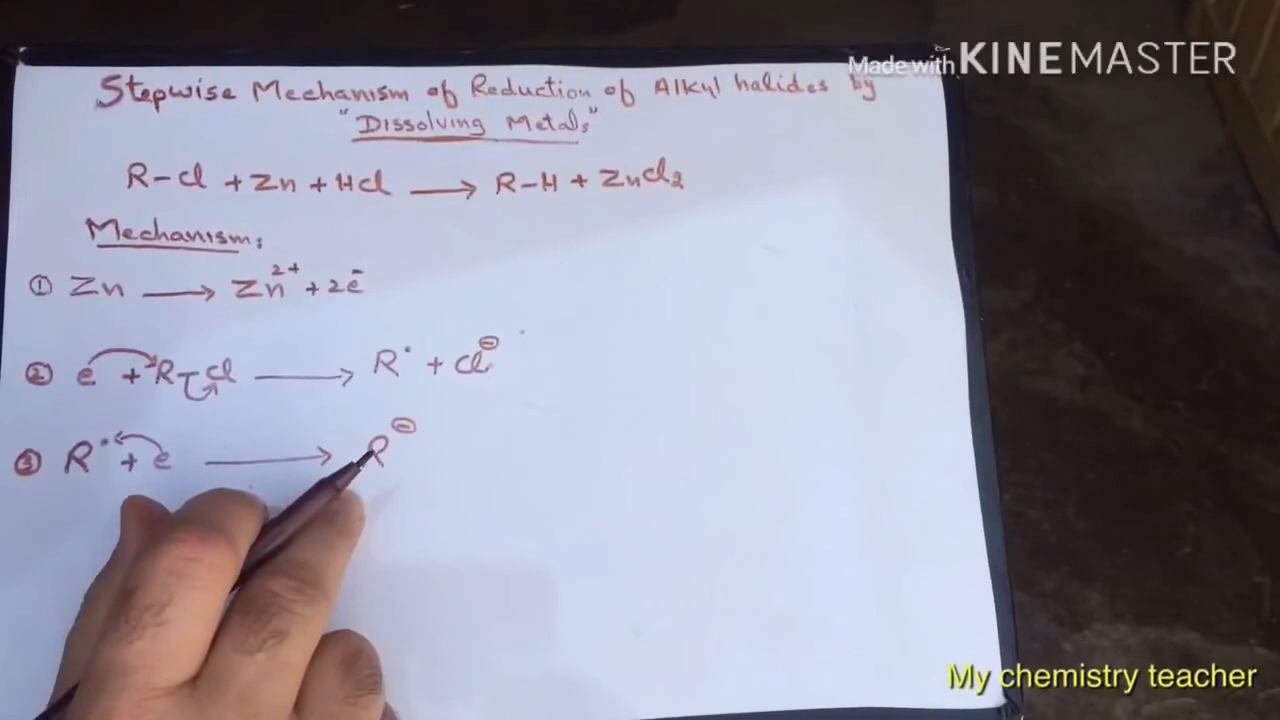 Made with KINEMASTER
Stepwise Mechanism of Reduction of Alkyl halides by
"Dissolving Metals"
R-Cl + Zn + HCl ⟶ R-H + ZnCl₂
Mechanism:
① Zn ⟶ Zn²⁺ + 2e⁻
② e + R-Cl ⟶ R˙ + Cl⊖
③ R˙ + e ⟶ R⊖
My chemistry teacher